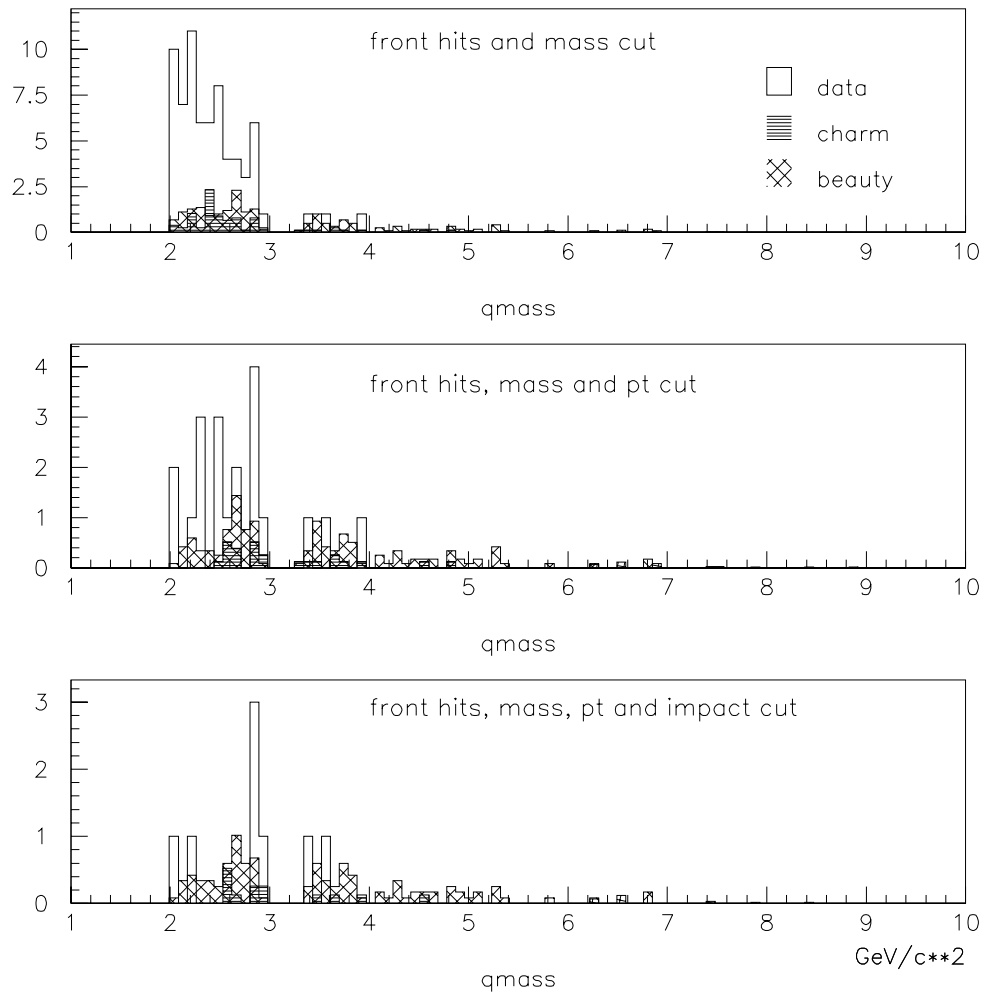 front hits and mass cut
10
7.5
5
2.5
0
data
charm
beauty
1 2 3 4 5 6 7 8 9 10
qmass
front hits, mass and pt cut
4
3
2
1
0
1 2 3 4 5 6 7 8 9 10
qmass
front hits, mass, pt and impact cut
3
2
1
0
1 2 3 4 5 6 7 8 9 10
GeV/c**2
qmass